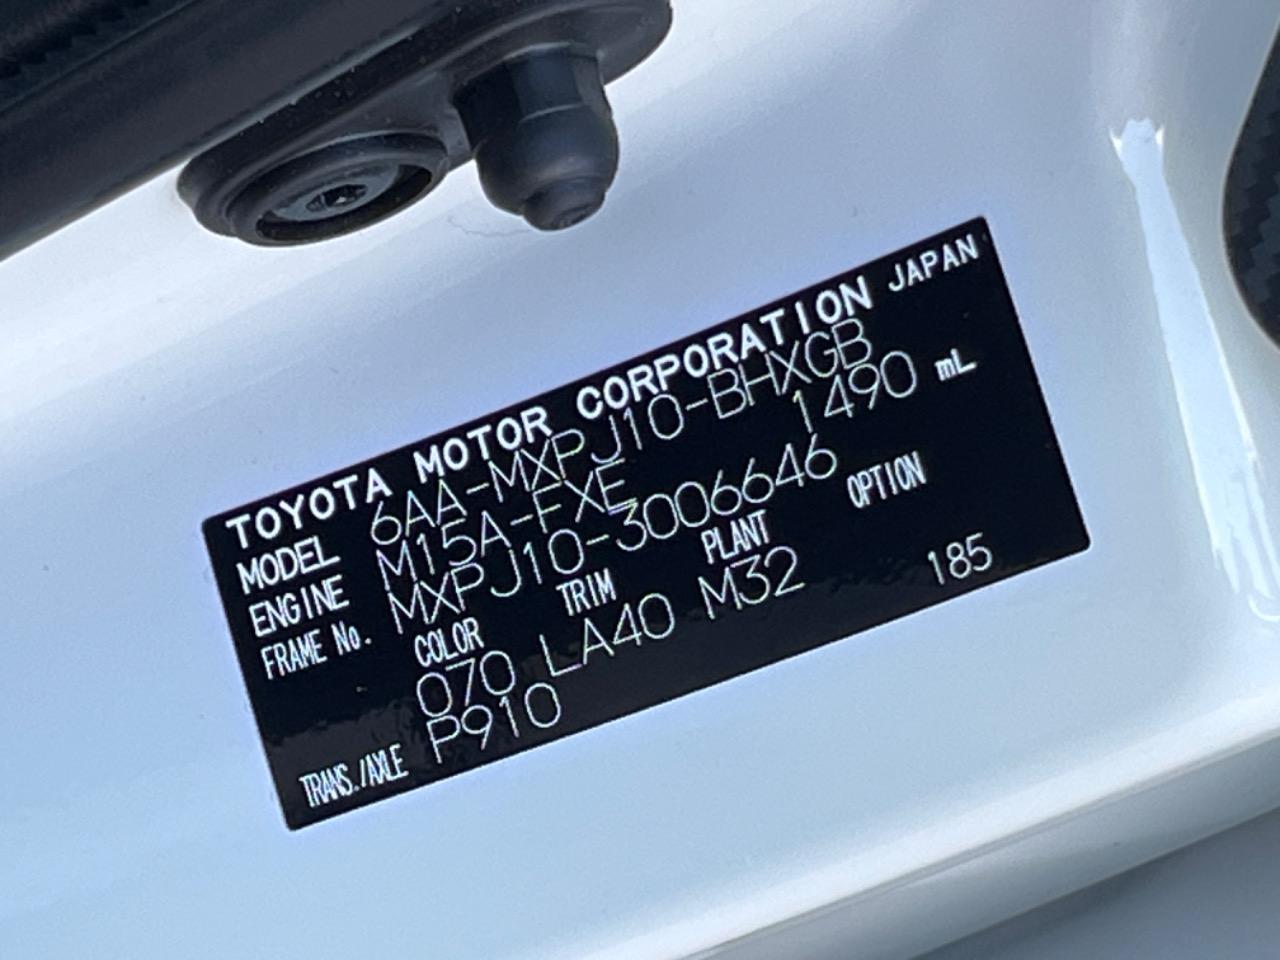 TOYOTA MOTOR CORPORATION JAPAN
MODEL 6AA-MXPJ10-BHXGB
ENGINE M15A-FXE 1490 mL
FRAME No. MXPJ10-3006646
COLOR TRIM PLANT OPTION
070 LA40 M32 185
TRANS./AXLE P910